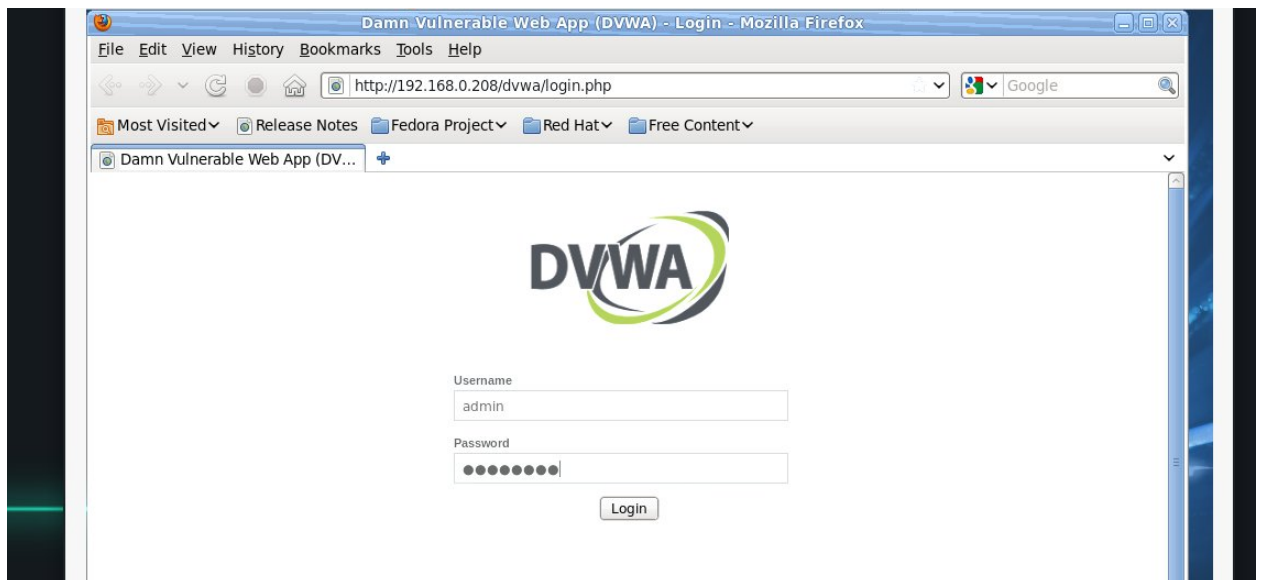 Damn Vulnerable Web App (DVWA) - Login - Mozilla Firefox
File Edit View History Bookmarks Tools Help
http://192.168.0.208/dvwa/login.php Google
Most Visited Release Notes Fedora Project Red Hat Free Content
Damn Vulnerable Web App (DV...
DVWA
Username
admin
Password
●●●●●●●●
Login